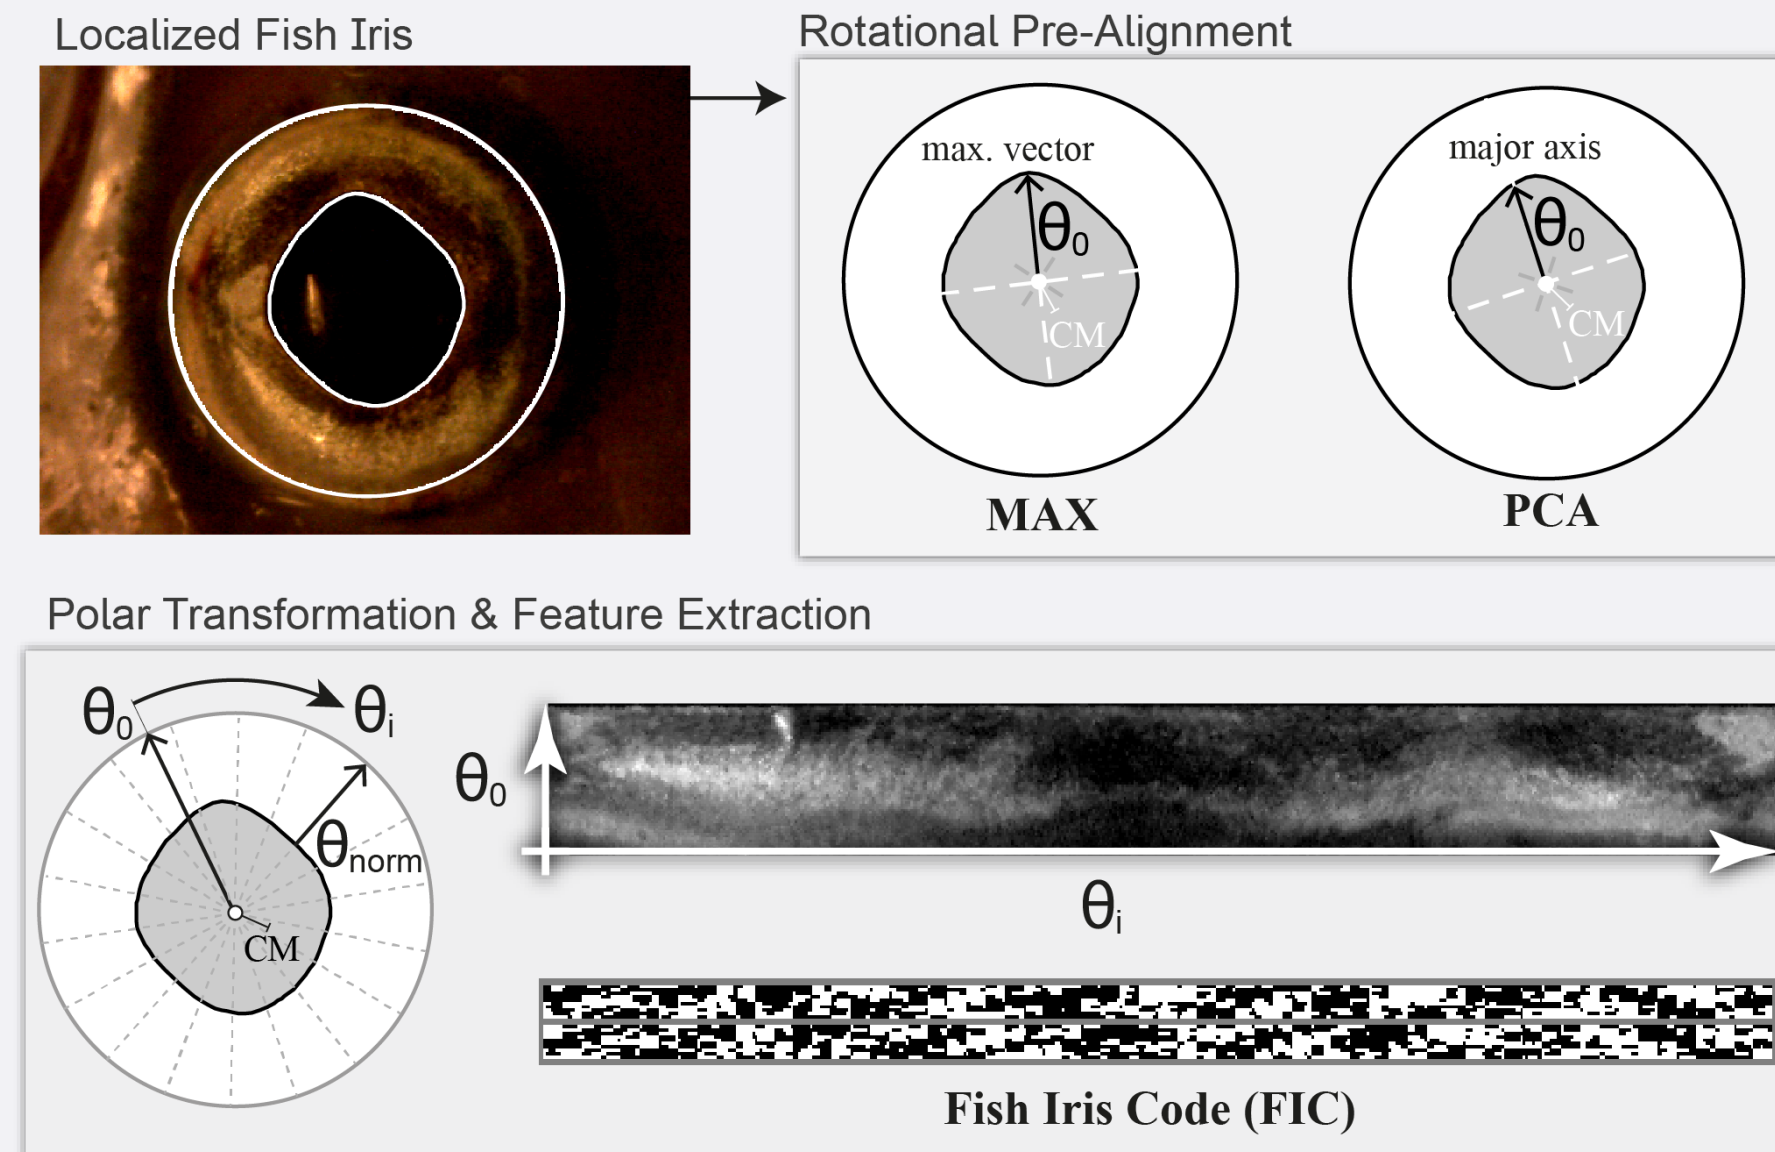 Localized Fish Iris
Rotational Pre-Alignment
max. vector
θ0
CM
MAX
major axis
θ0
CM
PCA
Polar Transformation & Feature Extraction
θ0
θi
θnorm
CM
θ0
θi
Fish Iris Code (FIC)